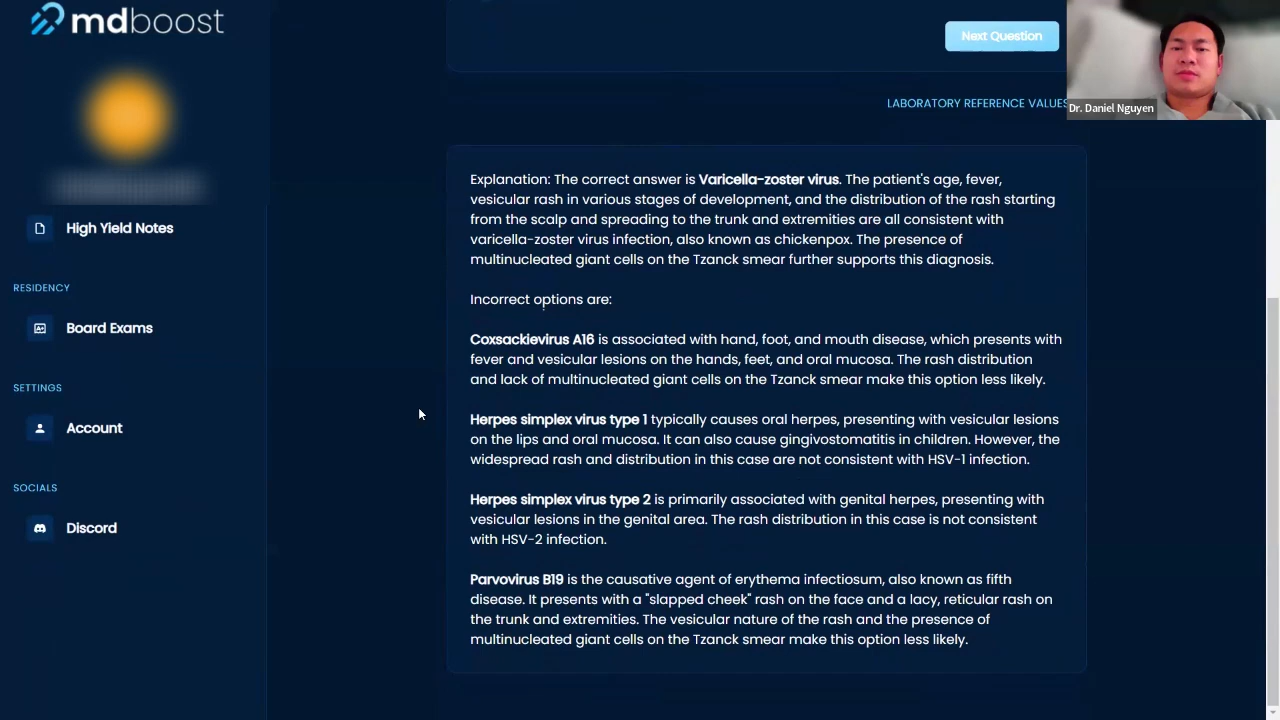 mdboost
Next Question
Dr. Daniel Nguyen
LABORATORY REFERENCE VALUES
High Yield Notes
RESIDENCY
Board Exams
SETTINGS
Account
SOCIALS
Discord
Explanation: The correct answer is Varicella-zoster virus. The patient's age, fever,
vesicular rash in various stages of development, and the distribution of the rash starting
from the scalp and spreading to the trunk and extremities are all consistent with
varicella-zoster virus infection, also known as chickenpox. The presence of
multinucleated giant cells on the Tzanck smear further supports this diagnosis.
Incorrect options are:
Coxsackievirus A16 is associated with hand, foot, and mouth disease, which presents with
fever and vesicular lesions on the hands, feet, and oral mucosa. The rash distribution
and lack of multinucleated giant cells on the Tzanck smear make this option less likely.
Herpes simplex virus type 1 typically causes oral herpes, presenting with vesicular lesions
on the lips and oral mucosa. It can also cause gingivostomatitis in children. However, the
widespread rash and distribution in this case are not consistent with HSV-1 infection.
Herpes simplex virus type 2 is primarily associated with genital herpes, presenting with
vesicular lesions in the genital area. The rash distribution in this case is not consistent
with HSV-2 infection.
Parvovirus B19 is the causative agent of erythema infectiosum, also known as fifth
disease. It presents with a "slapped cheek" rash on the face and a lacy, reticular rash on
the trunk and extremities. The vesicular nature of the rash and the presence of
multinucleated giant cells on the Tzanck smear make this option less likely.